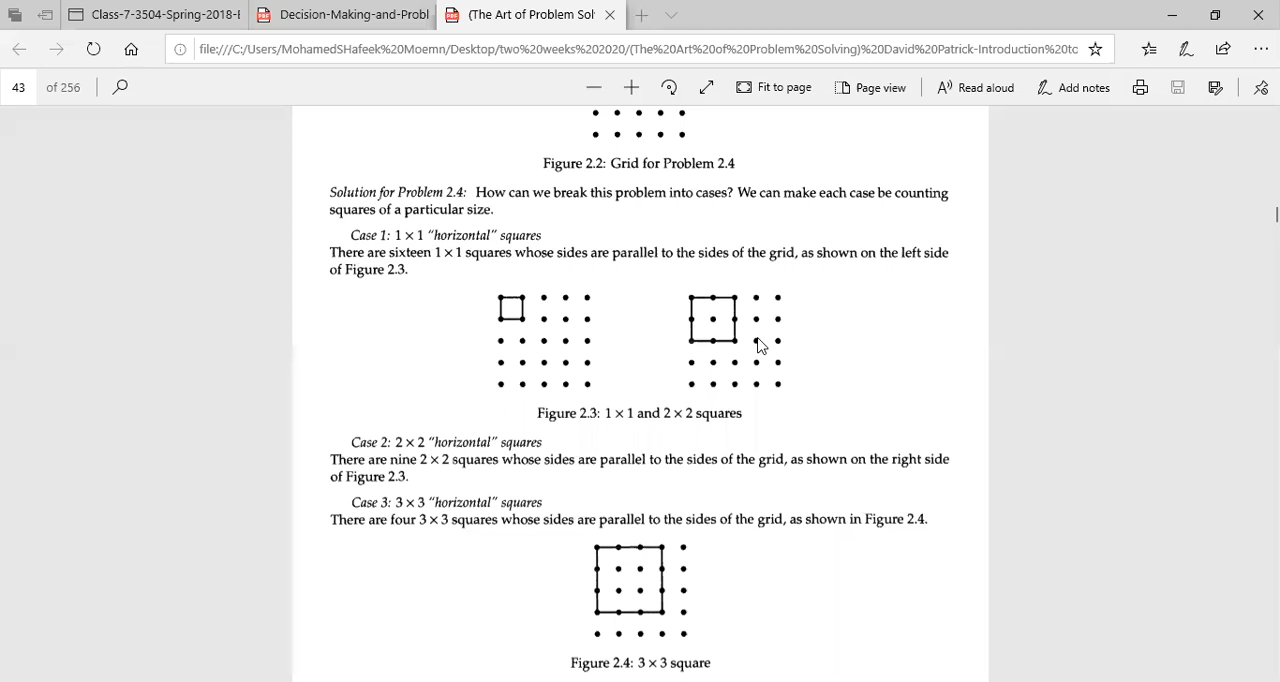 Class-7-3504-Spring-2018-I
Decision-Making-and-Probl
(The Art of Problem Sol
file:///C:/Users/MohamedSHafeek%20Moemn/Desktop/two%20weeks%202020/(The%20Art%20of%20Problem%20Solving)%20David%20Patrick-Introduction%20to
43 of 256
Fit to page
Page view
Read aloud
Add notes
Figure 2.2: Grid for Problem 2.4
Solution for Problem 2.4: How can we break this problem into cases? We can make each case be counting
squares of a particular size.
Case 1: 1 × 1 "horizontal" squares
There are sixteen 1 × 1 squares whose sides are parallel to the sides of the grid, as shown on the left side
of Figure 2.3.
Figure 2.3: 1 × 1 and 2 × 2 squares
Case 2: 2 × 2 "horizontal" squares
There are nine 2 × 2 squares whose sides are parallel to the sides of the grid, as shown on the right side
of Figure 2.3.
Case 3: 3 × 3 "horizontal" squares
There are four 3 × 3 squares whose sides are parallel to the sides of the grid, as shown in Figure 2.4.
Figure 2.4: 3 × 3 square